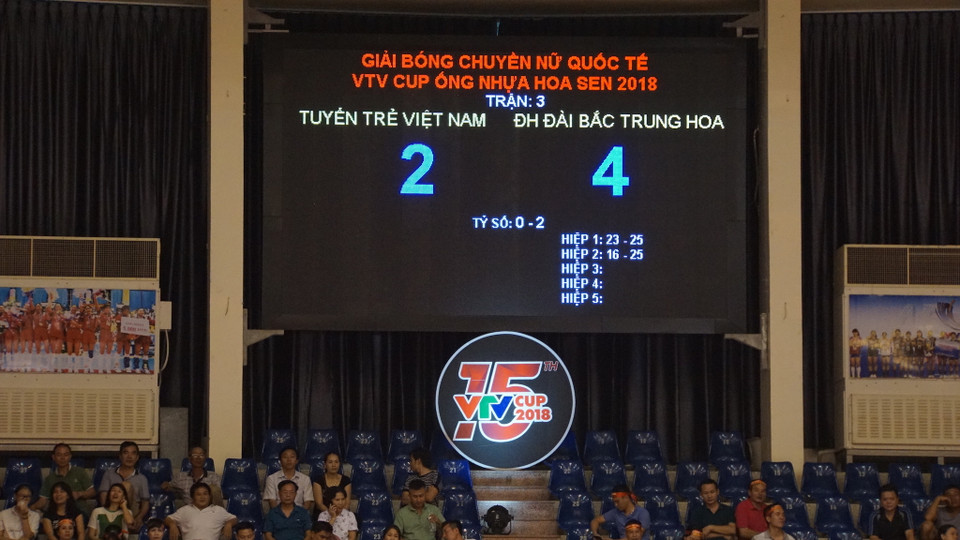 GIẢI BÓNG CHUYỀN NỮ QUỐC TẾ
VTV CUP ỐNG NHỰA HOA SEN 2018
TRẬN: 3
TUYỂN TRẺ VIỆT NAM ĐH ĐÀI BẮC TRUNG HOA
2 4
TỶ SỐ: 0 - 2
HIỆP 1: 23 - 25
HIỆP 2: 16 - 25
HIỆP 3:
HIỆP 4:
HIỆP 5:
15TH
VTV CUP
2018